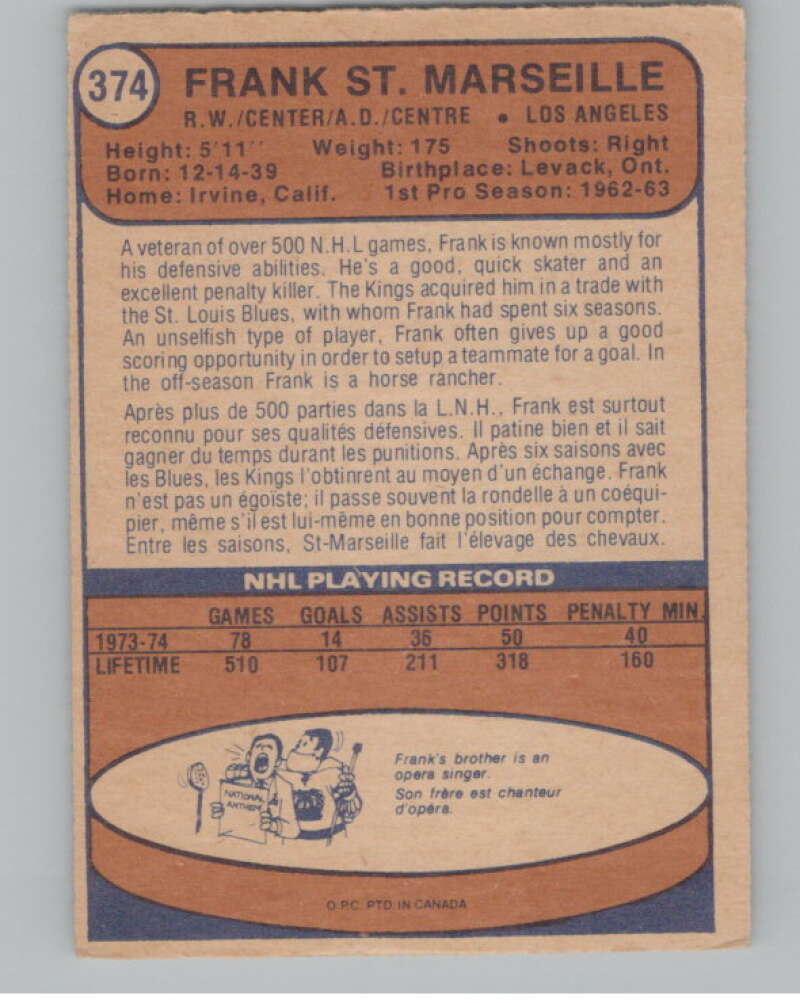 374
FRANK ST. MARSEILLE
R.W./CENTER/A.D./CENTRE • LOS ANGELES
Height: 5'11'' Weight: 175 Shoots: Right
Born: 12-14-39 Birthplace: Levack, Ont.
Home: Irvine, Calif. 1st Pro Season: 1962-63
A veteran of over 500 N.H.L games, Frank is known mostly for
his defensive abilities. He's a good, quick skater and an
excellent penalty killer. The Kings acquired him in a trade with
the St. Louis Blues, with whom Frank had spent six seasons.
An unselfish type of player, Frank often gives up a good
scoring opportunity in order to setup a teammate for a goal. In
the off-season Frank is a horse rancher.
Après plus de 500 parties dans la L.N.H., Frank est surtout
reconnu pour ses qualités défensives. Il patine bien et il sait
gagner du temps durant les punitions. Après six saisons avec
les Blues, les Kings l'obtinrent au moyen d'un échange. Frank
n'est pas un égoïste; il passe souvent la rondelle à un coéqui-
pier, même s'il est lui-même en bonne position pour compter.
Entre les saisons, St-Marseille fait l'élevage des chevaux.
NHL PLAYING RECORD
GAMES GOALS ASSISTS POINTS PENALTY MIN.
1973-74 78 14 36 50 40
LIFETIME 510 107 211 318 160
NATIONAL
ANTHEM
Frank's brother is an
opera singer.
Son frère est chanteur
d'opéra.
O.P.C. PTD IN CANADA